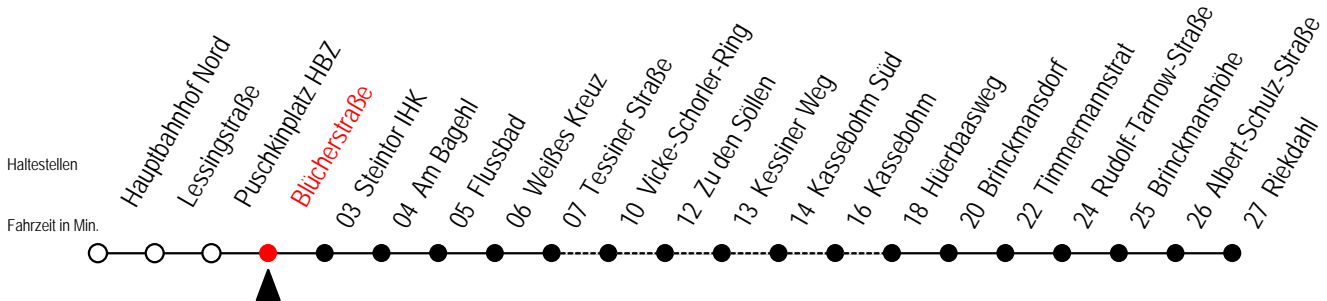 Haltestellen
Fahrzeit in Min.
Hauptbahnhof Nord
Lessingstraße
Puschkinplatz HBZ
Blücherstraße
03 Steintor IHK
04 Am Bagehl
05 Flussbad
06 Weißes Kreuz
07 Tessiner Straße
10 Vicke-Schorler-Ring
12 Zu den Söllen
13 Kessiner Weg
14 Kassebohm Süd
16 Kassebohm
18 Hüerbaasweg
20 Brinckmansdorf
22 Timmermannstrat
24 Rudolf-Tarnow-Straße
25 Brinckmanshöhe
26 Albert-Schulz-Straße
27 Riekdahl